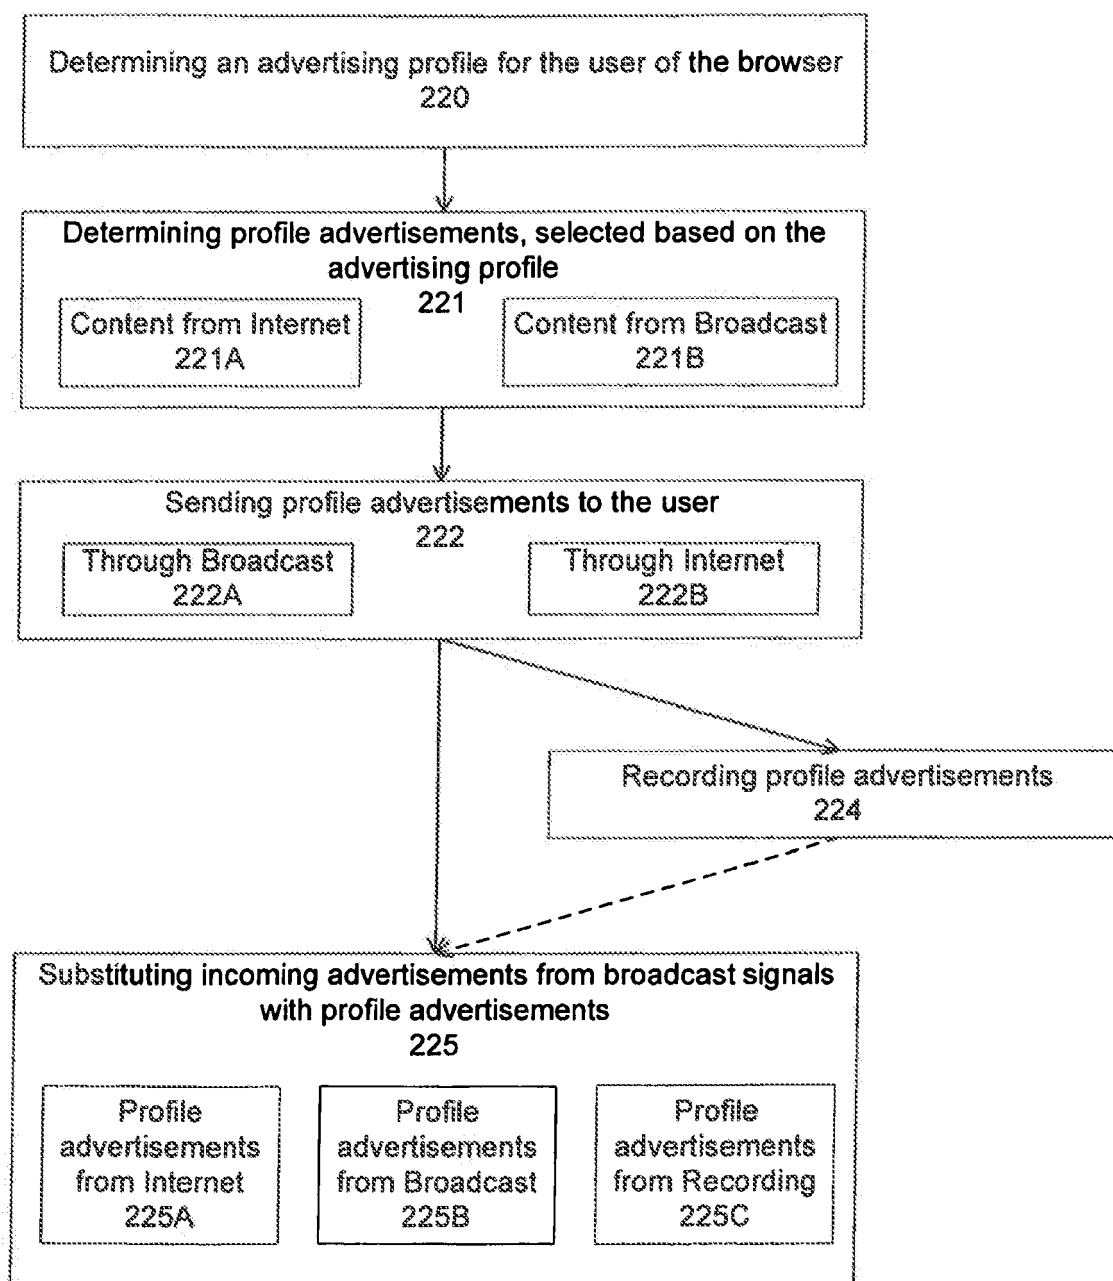 Determining an advertising profile for the user of the browser
220
Determining profile advertisements, selected based on the
advertising profile
221
Content from Internet
221A
Content from Broadcast
221B
Sending profile advertisements to the user
222
Through Broadcast
222A
Through Internet
222B
Recording profile advertisements
224
Substituting incoming advertisements from broadcast signals
with profile advertisements
225
Profile
advertisements
from Internet
225A
Profile
advertisements
from Broadcast
225B
Profile
advertisements
from Recording
225C